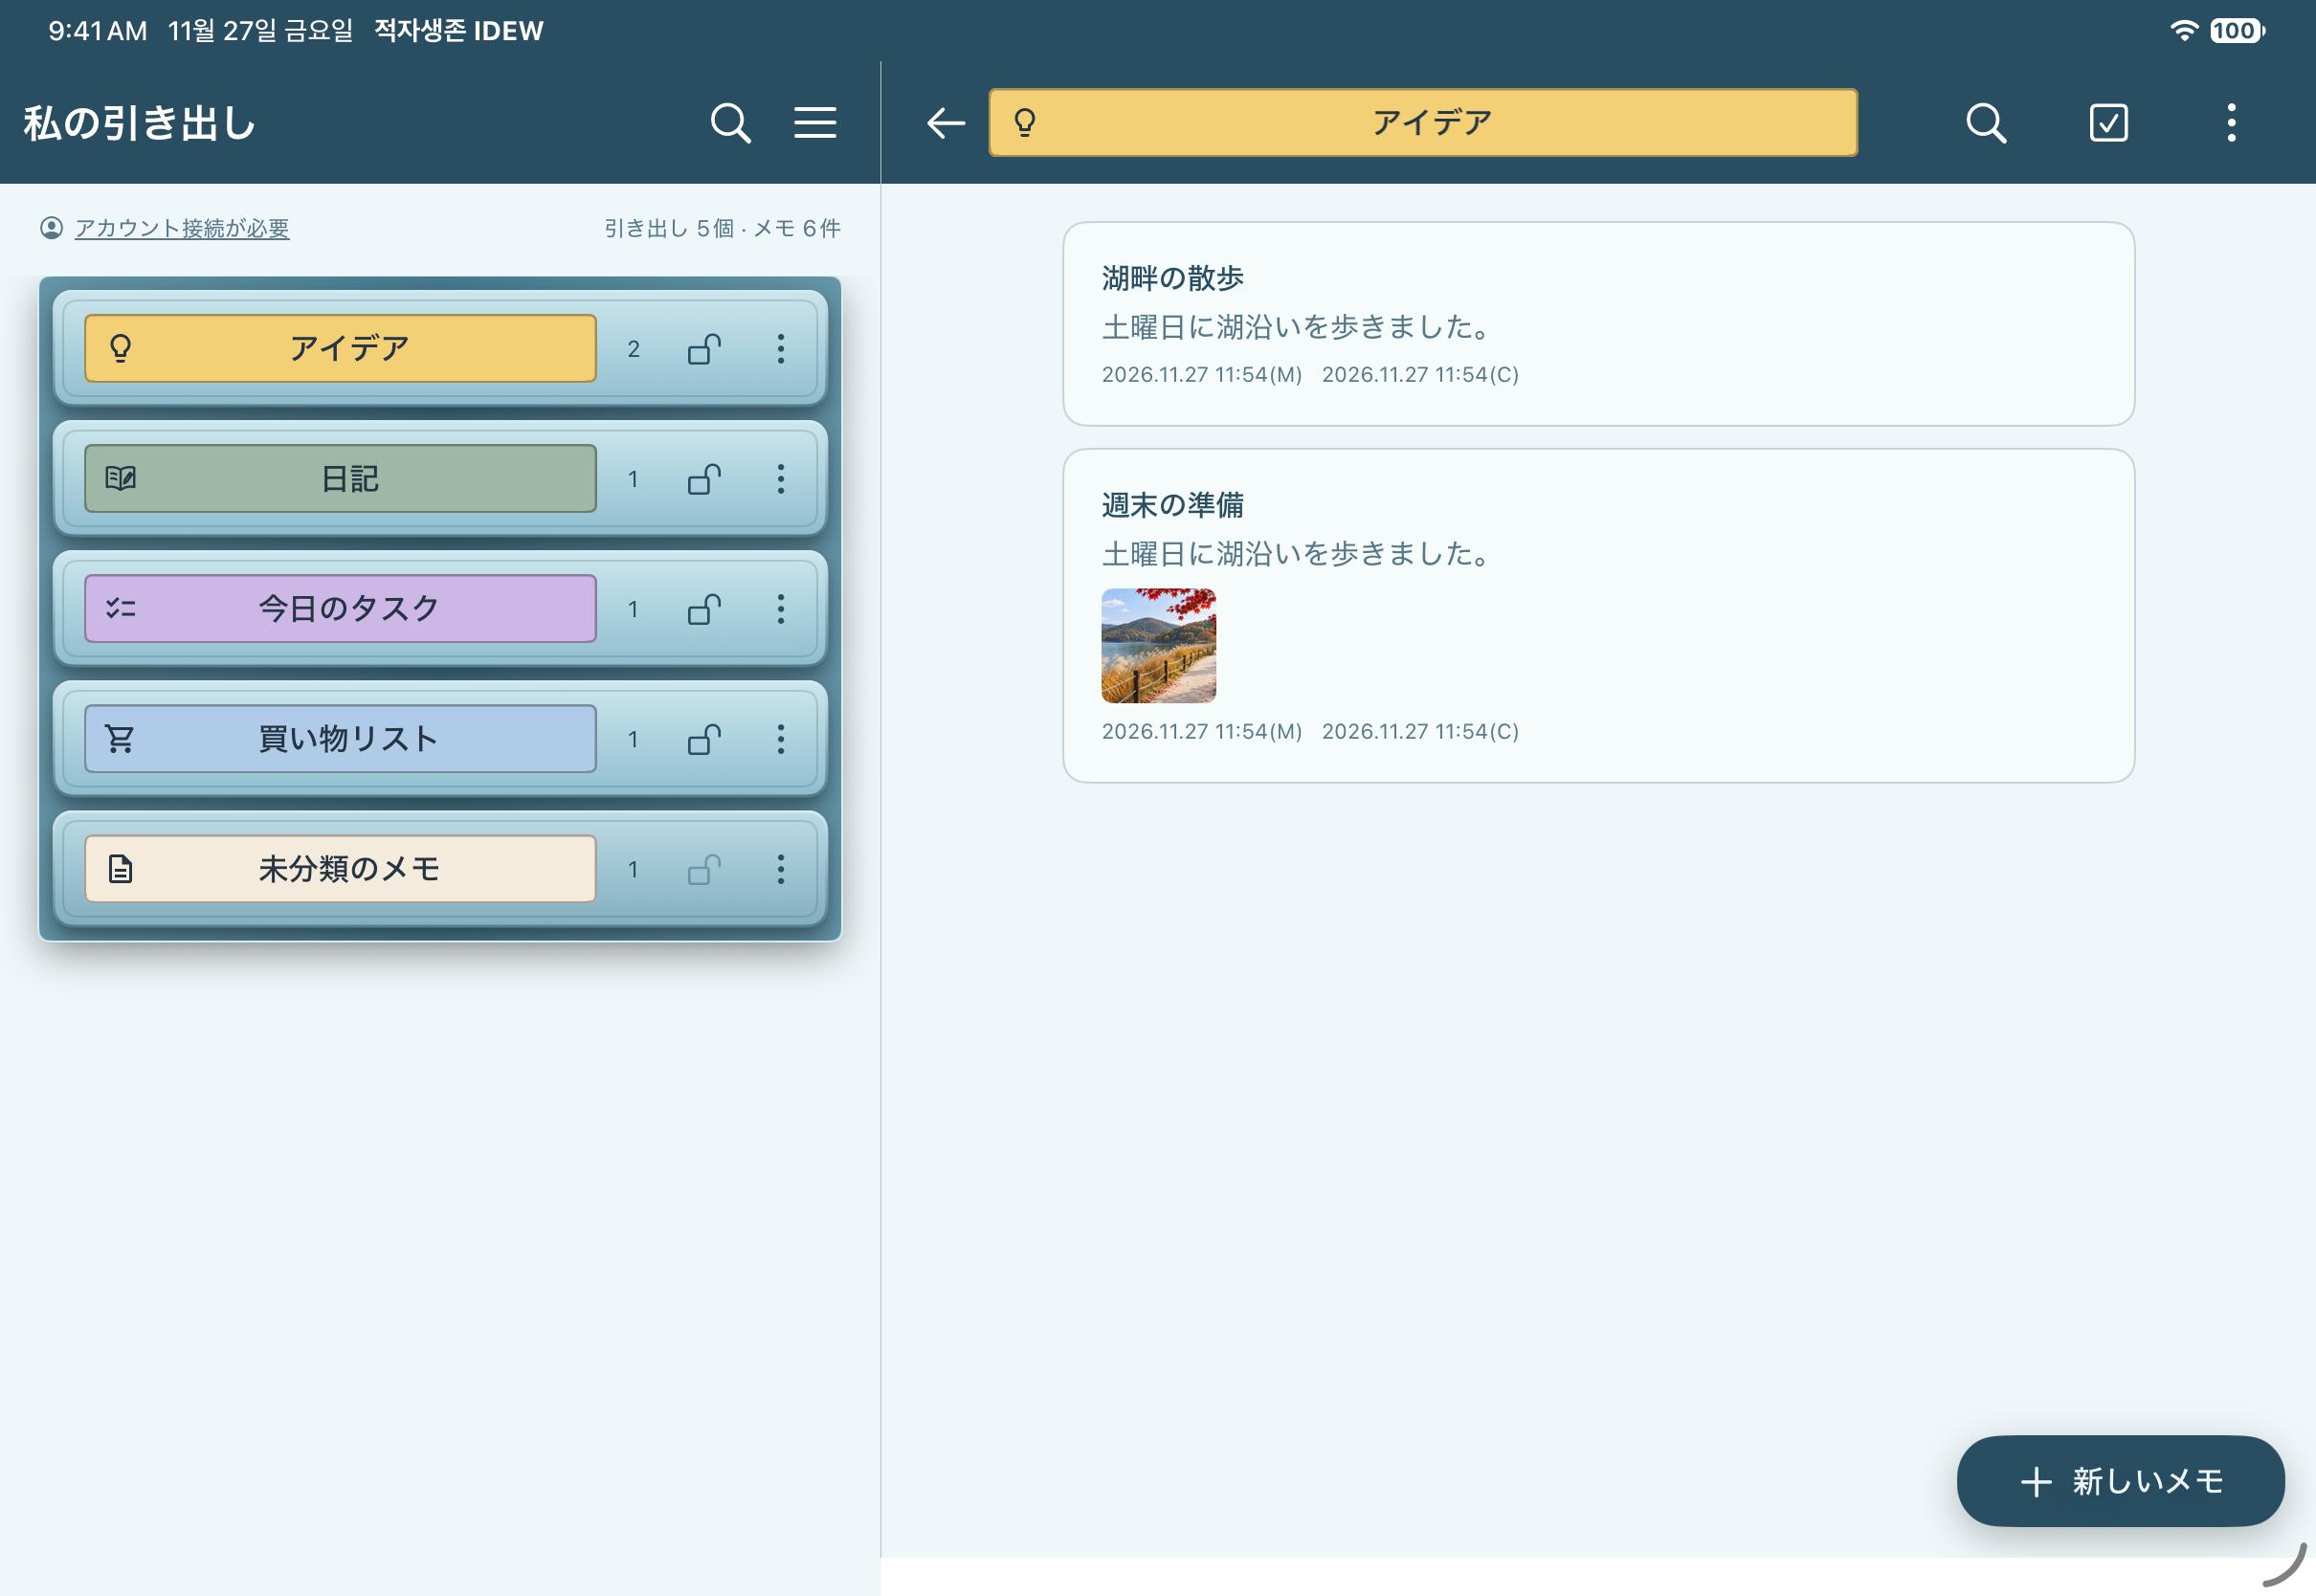 9:41 AM 11월 27일 금요일 적자생존 IDEW
100
私の引き出し
アカウント接続が必要
引き出し 5個 · メモ 6件
アイデア 2
日記 1
今日のタスク 1
買い物リスト 1
未分類のメモ 1
アイデア
湖畔の散歩
土曜日に湖沿いを歩きました。
2026.11.27 11:54(M) 2026.11.27 11:54(C)
週末の準備
土曜日に湖沿いを歩きました。
2026.11.27 11:54(M) 2026.11.27 11:54(C)
新しいメモ